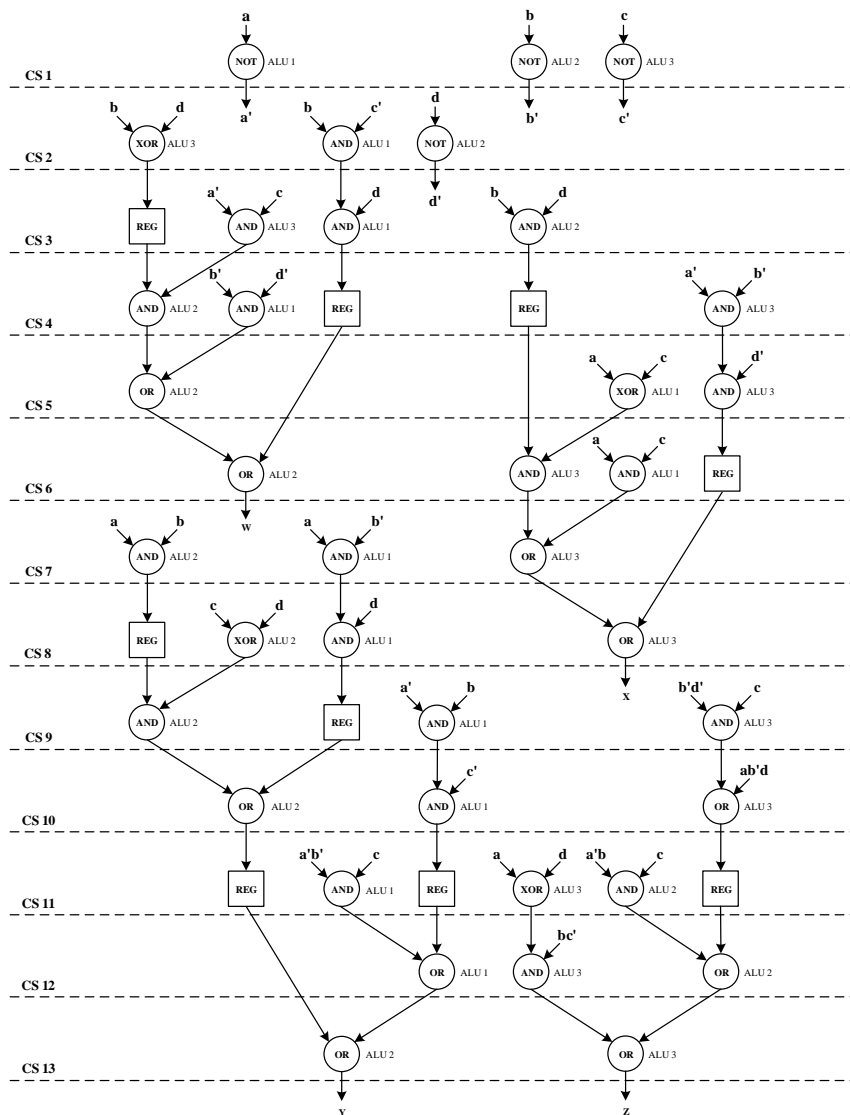 a b c
NOT ALU 1 NOT ALU 2 NOT ALU 3
CS 1
a' b' c'
b d b c' d
XOR ALU 3 AND ALU 1 NOT ALU 2
CS 2
d'
a' c d b d
REG AND ALU 3 AND ALU 1 AND ALU 2
CS 3
b' d' a' b'
AND ALU 2 AND ALU 1 REG REG AND ALU 3
CS 4
a c d'
OR ALU 2 XOR ALU 1 AND ALU 3
CS 5
a c
OR ALU 2 AND ALU 3 AND ALU 1 REG
CS 6
w
a b a b'
AND ALU 2 AND ALU 1 OR ALU 3
CS 7
c d d
REG XOR ALU 2 AND ALU 1 OR ALU 3
CS 8
x
a' b b'd' c
AND ALU 2 REG AND ALU 1 AND ALU 3
CS 9
c' ab'd
OR ALU 2 AND ALU 1 OR ALU 3
CS 10
a'b' c a d a'b c
REG AND ALU 1 REG XOR ALU 3 AND ALU 2 REG
CS 11
bc'
OR ALU 1 AND ALU 3 OR ALU 2
CS 12
OR ALU 2 OR ALU 3
CS 13
Y Z